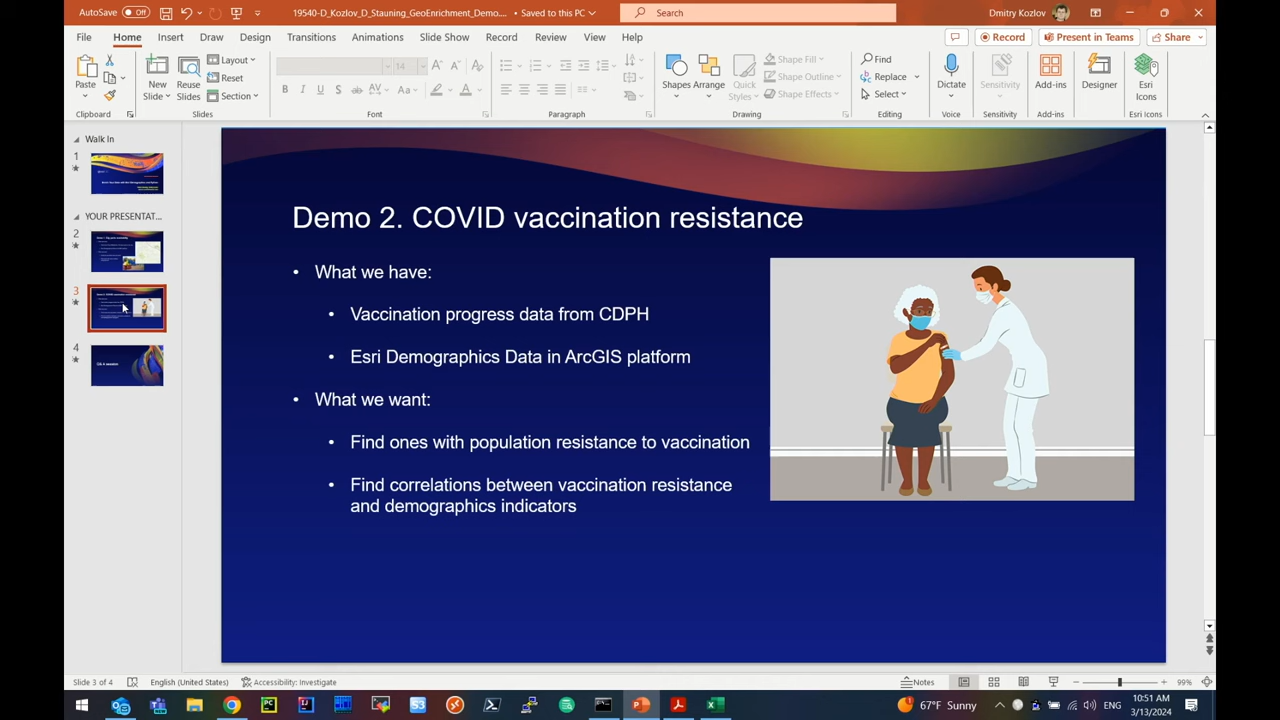 AutoSave Off
19540-D_Kozlov_D_Stauning_GeoEnrichment_Demo... • Saved to this PC
Search
Dmitry Kozlov
File Home Insert Draw Design Transitions Animations Slide Show Record Review View Help
Record Present in Teams Share
Paste
New Slide
Reuse Slides
Layout
Reset
Section
Shapes Arrange Quick Styles
Shape Fill
Shape Outline
Shape Effects
Find
Replace
Select
Dictate Sensitivity Add-ins Designer Esri Icons
14
Clipboard Slides Font Paragraph Drawing Editing Voice Sensitivity Add-ins Esri Icons
Walk In
1
YOUR PRESENTAT...
2
3
4
Demo 2. COVID vaccination resistance
• What we have:
• Vaccination progress data from CDPH
• Esri Demographics Data in ArcGIS platform
• What we want:
• Find ones with population resistance to vaccination
• Find correlations between vaccination resistance
and demographics indicators
Slide 3 of 4 English (United States) Accessibility: Investigate Notes 99%
67°F Sunny ENG 10:51 AM
3/13/2024